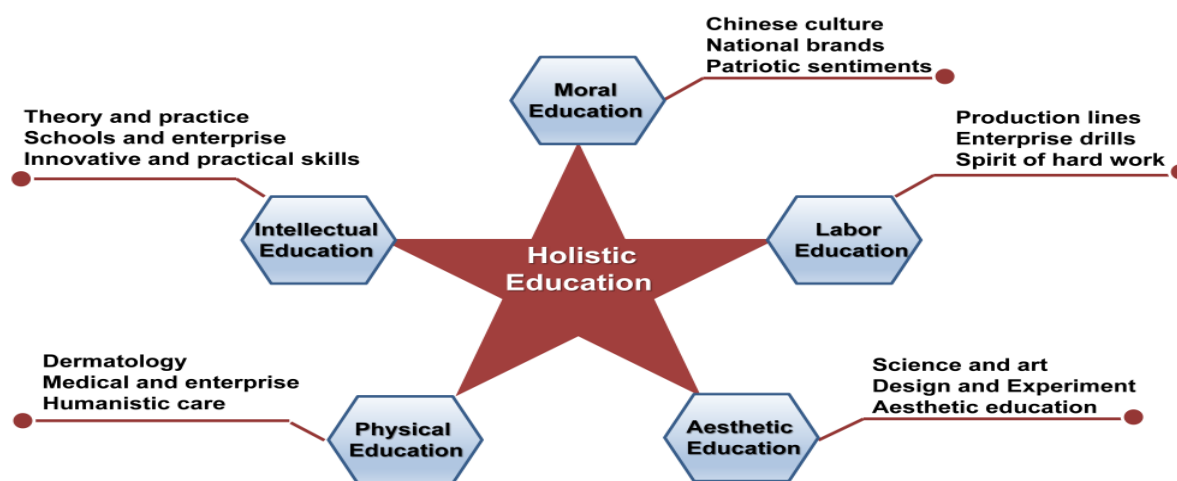 Chinese culture
National brands
Patriotic sentiments
Moral
Education
Theory and practice
Schools and enterprise
Innovative and practical skills
Production lines
Enterprise drills
Spirit of hard work
Intellectual
Education
Labor
Education
Holistic
Education
Dermatology
Medical and enterprise
Humanistic care
Science and art
Design and Experiment
Aesthetic education
Physical
Education
Aesthetic
Education